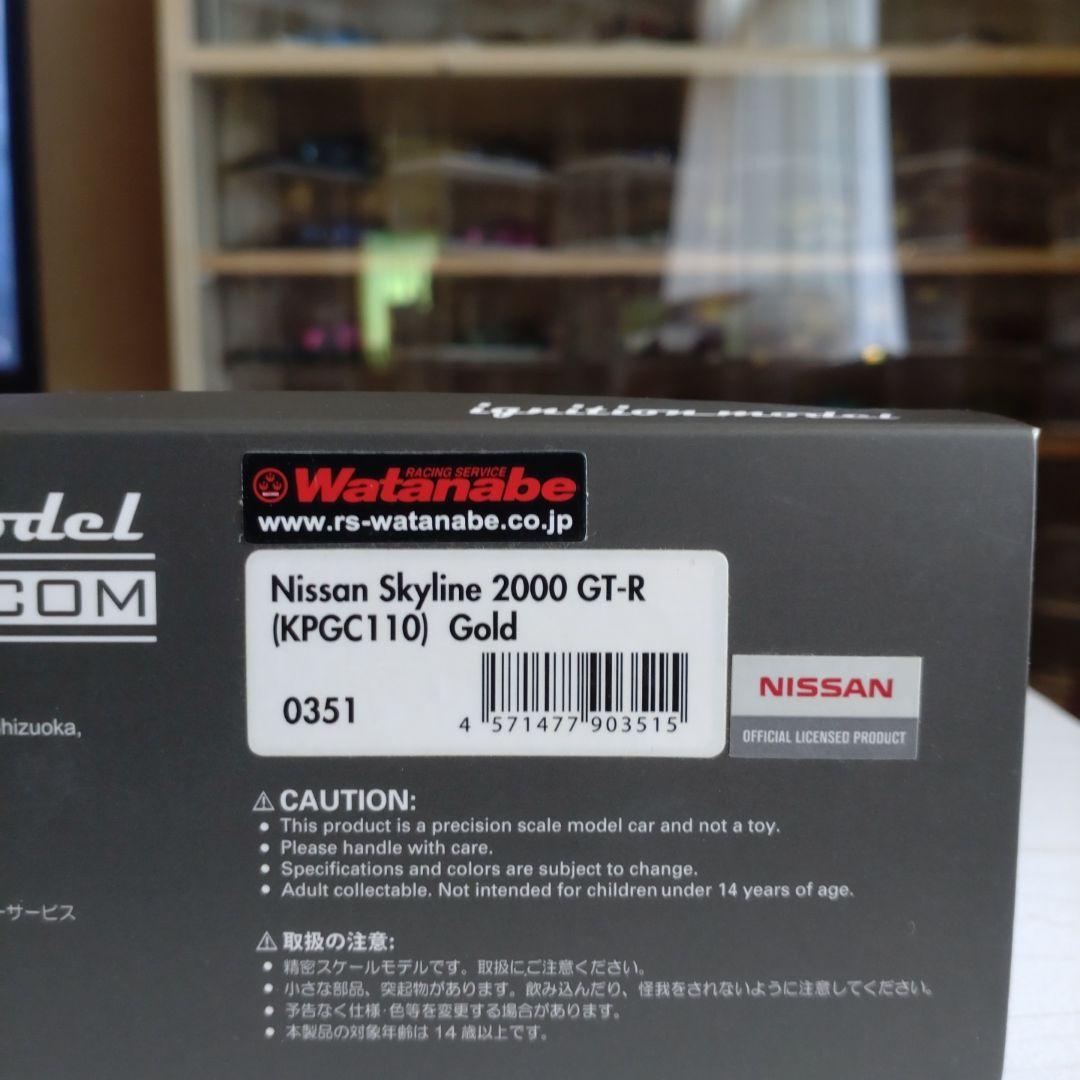 ignition model
RACING SERVICE
Watanabe
www.rs-watanabe.co.jp
odel
COM
Nissan Skyline 2000 GT-R
(KPGC110) Gold
0351
4 571477 903515
NISSAN
OFFICIAL LICENSED PRODUCT
hizuoka,
ーサービス
⚠ CAUTION:
• This product is a precision scale model car and not a toy.
• Please handle with care.
• Specifications and colors are subject to change.
• Adult collectable. Not intended for children under 14 years of age.
⚠ 取扱の注意:
• 精密スケールモデルです。取扱にご注意ください。
• 小さな部品、突起物があります。飲み込んだり、怪我をされないように注意してください。
• 予告なく仕様・色等を変更する場合があります。
• 本製品の対象年齢は 14 歳以上です。